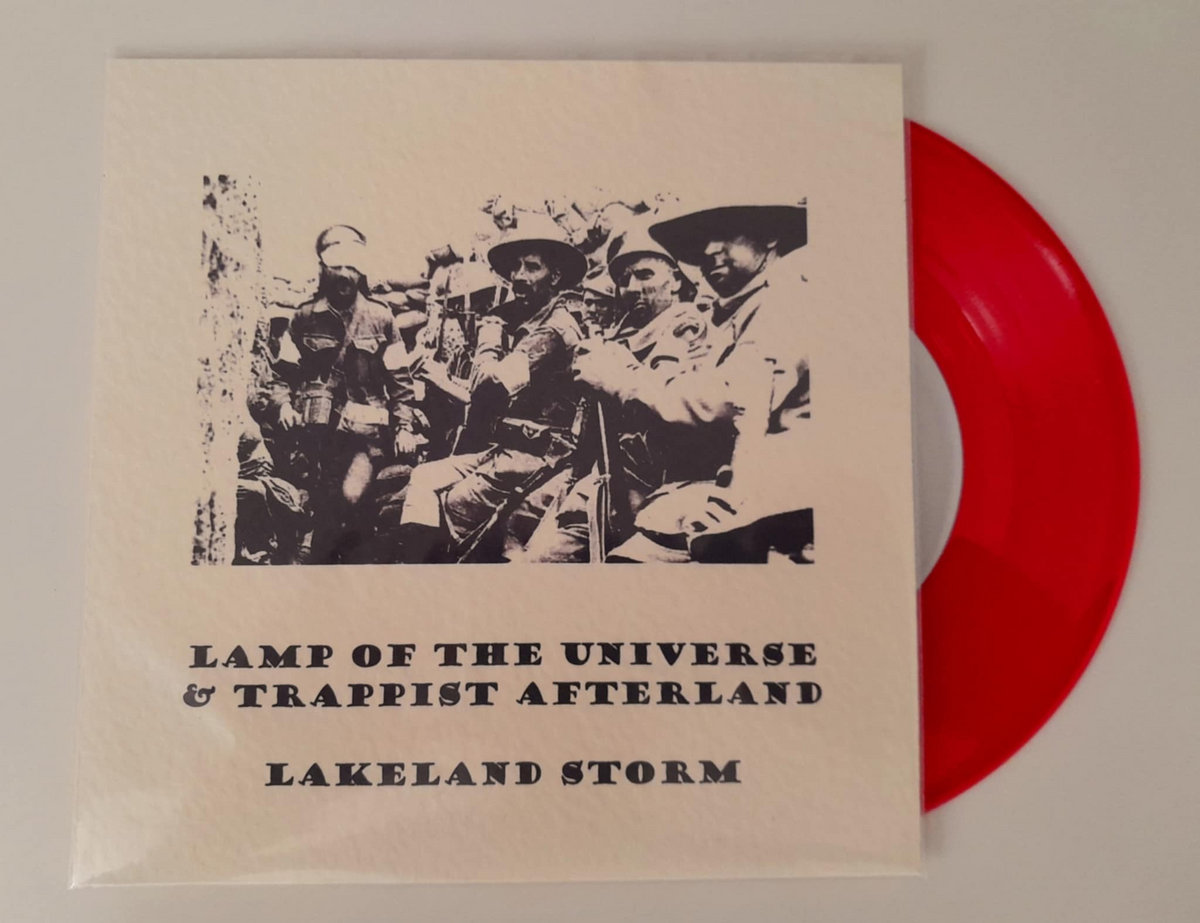 LAMP OF THE UNIVERSE
& TRAPPIST AFTERLAND
LAKELAND STORM